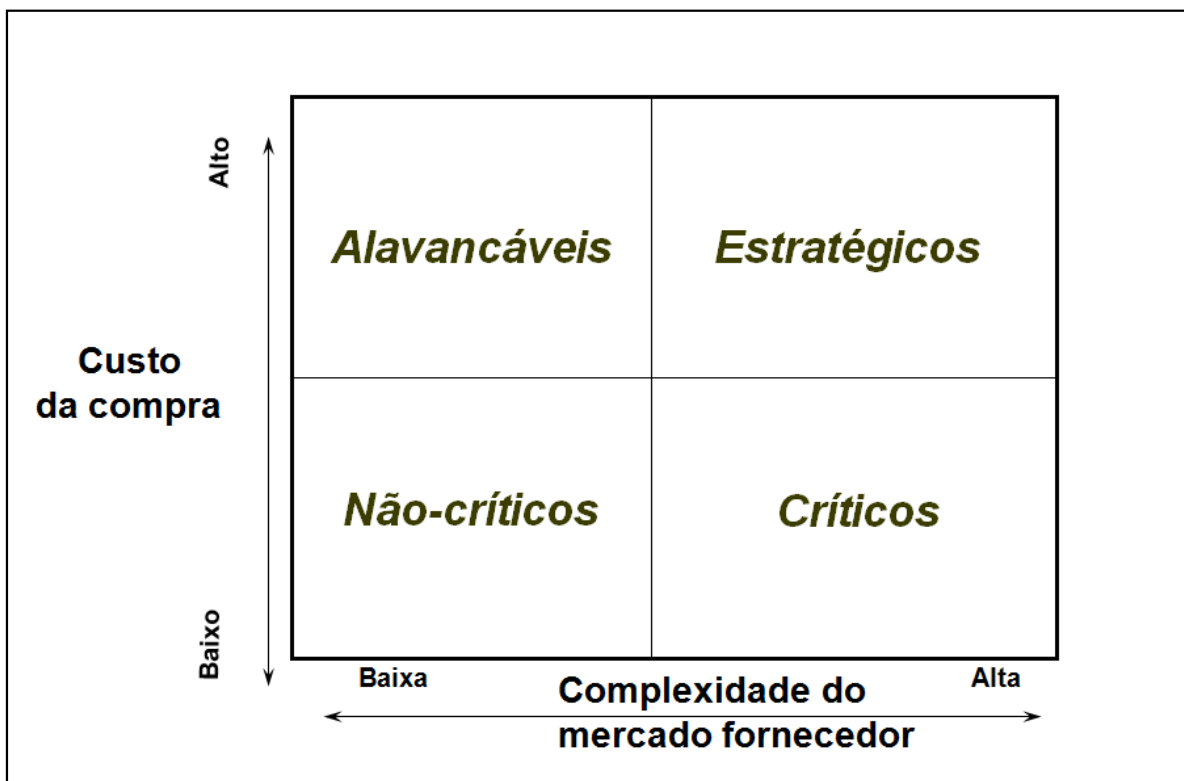 Alto
Alavancáveis
Estratégicos
Custo
da compra
Não-críticos
Críticos
Baixo
Baixa
Complexidade do
mercado fornecedor
Alta